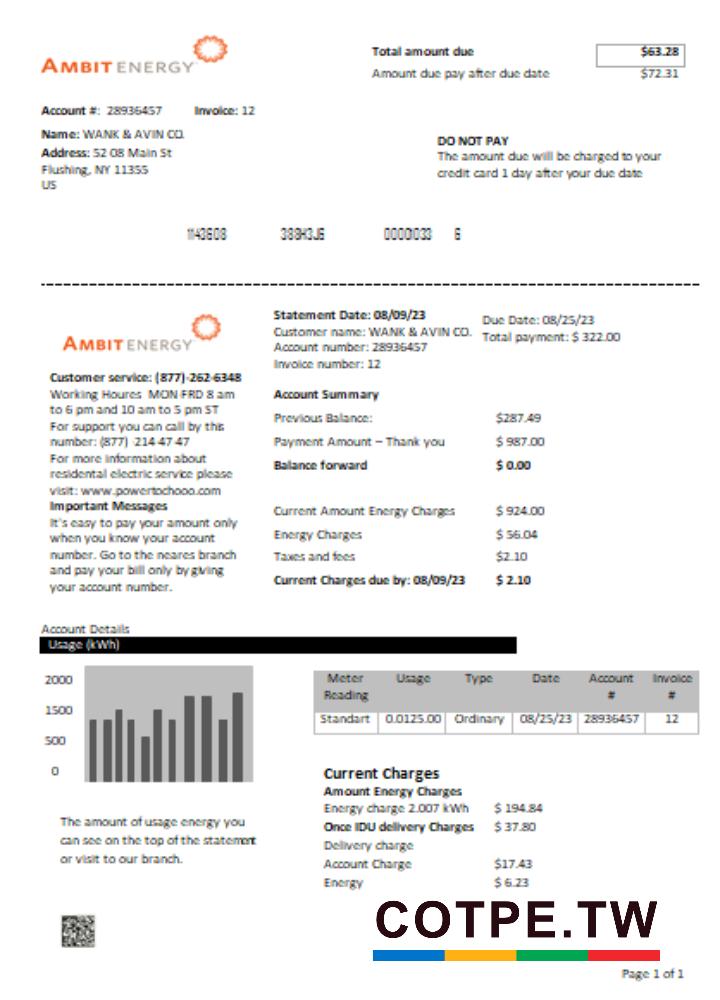 AMBIT ENERGY
Total amount due $63.28
Amount due pay after due date $72.31
Account #: 28936457 Invoice: 12
Name: WANK & AVIN CO.
Address: 52 08 Main St
Flushing, NY 11355
US
DO NOT PAY
The amount due will be charged to your
credit card 1 day after your due date
1143608 389H3J6 00001033 6
AMBIT ENERGY
Customer service: (877)-262-6348
Working Houres MON-FRD 8 am
to 6 pm and 10 am to 5 pm ST
For support you can call by this
number: (877) -214-47-47
For more information about
residental electric service please
visit: www.powertochooo.com
Important Messages
It's easy to pay your amount only
when you know your account
number. Go to the neares branch
and pay your bill only by giving
your account number.
Statement Date: 08/09/23
Customer name: WANK & AVIN CO.
Account number: 28936457
Invoice number: 12
Due Date: 08/25/23
Total payment: $ 322.00
Account Summary
Previous Balance: $287.49
Payment Amount – Thank you $ 987.00
Balance forward $ 0.00
Current Amount Energy Charges $ 924.00
Energy Charges $ 56.04
Taxes and fees $2.10
Current Charges due by: 08/09/23 $ 2.10
Account Details
Usage (kWh)
2000
1500
500
0
The amount of usage energy you
can see on the top of the statement
or visit to our branch.
Meter Reading Usage Type Date Account # Invoice #
Standart 0.0125.00 Ordinary 08/25/23 28936457 12
Current Charges
Amount Energy Charges
Energy charge 2.007 kWh $ 194.84
Once IDU delivery Charges $ 37.80
Delivery charge
Account Charge $17.43
Energy $ 6.23
COTPE.TW
Page 1 of 1